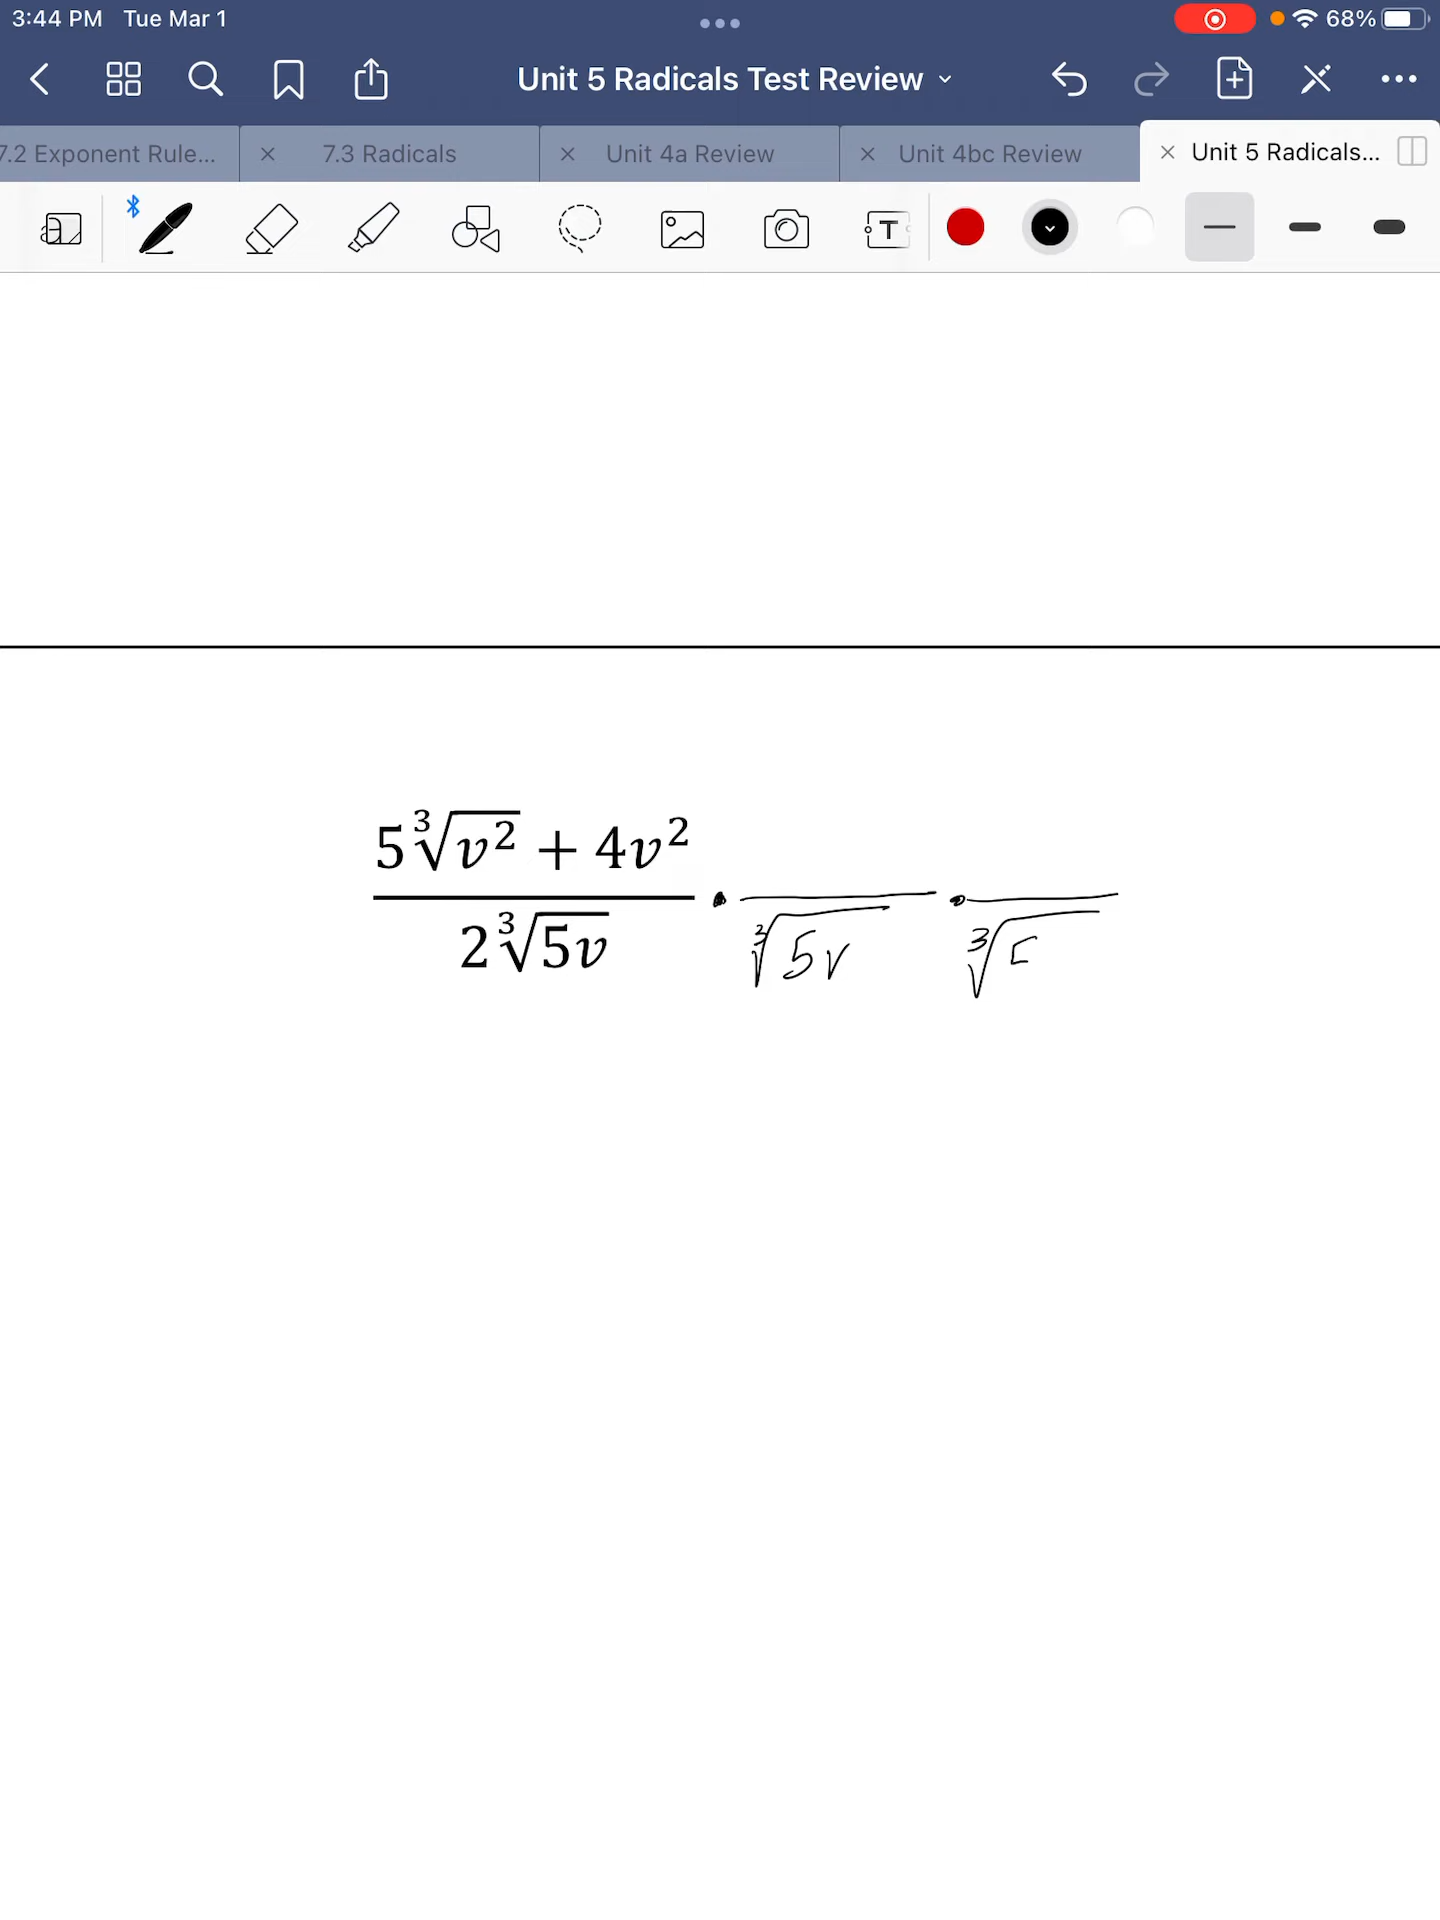 3:44 PM Tue Mar 1 68%
Unit 5 Radicals Test Review
7.2 Exponent Rule... 7.3 Radicals Unit 4a Review Unit 4bc Review Unit 5 Radicals...
a T
5∛v² + 4v²
2∛5v · ∛5v · ∛5